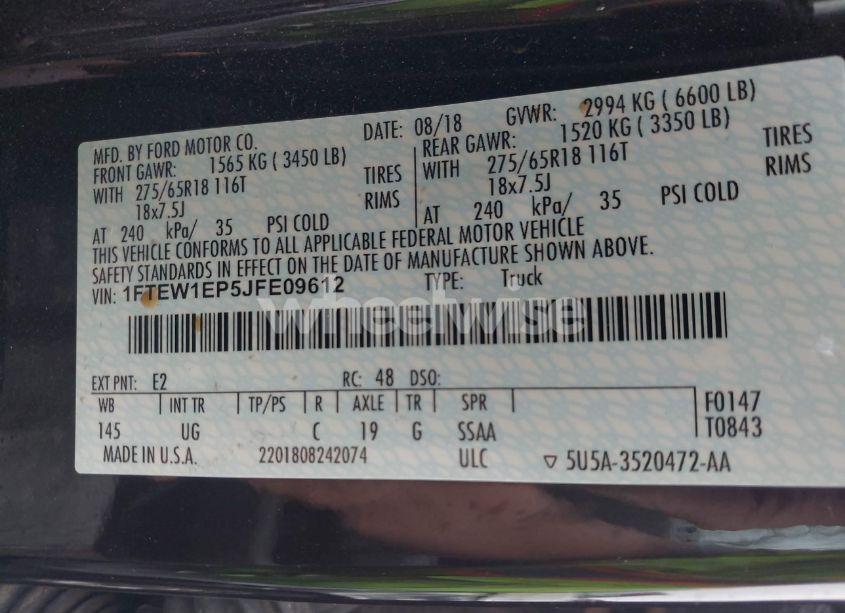 MFD. BY FORD MOTOR CO. DATE: 08/18 GVWR: 2994 KG ( 6600 LB)
FRONT GAWR: 1565 KG ( 3450 LB) REAR GAWR: 1520 KG ( 3350 LB)
WITH 275/65R18 116T TIRES WITH 275/65R18 116T TIRES
18x7.5J RIMS 18x7.5J RIMS
AT 240 kPa/ 35 PSI COLD AT 240 kPa/ 35 PSI COLD
THIS VEHICLE CONFORMS TO ALL APPLICABLE FEDERAL MOTOR VEHICLE
SAFETY STANDARDS IN EFFECT ON THE DATE OF MANUFACTURE SHOWN ABOVE.
VIN: 1FTEW1EP5JFE09612 TYPE: Truck
wheelwise
EXT PNT: E2 RC: 48 DSO:
WB INT TR TP/PS R AXLE TR SPR F0147
145 UG C 19 G SSAA T0843
MADE IN U.S.A. 2201808242074 ULC ▽ 5U5A-3520472-AA